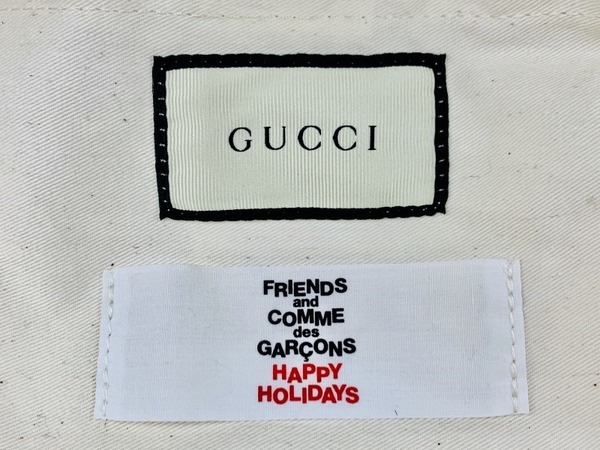 GUCCI
FRIENDS
and
COMME
des
GARÇONS
HAPPY
HOLIDAYS